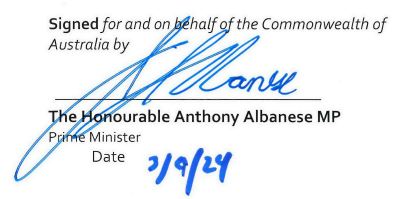 Signed for and on behalf of the Commonwealth of
Australia by
The Honourable Anthony Albanese MP
Prime Minister
Date 3/9/24